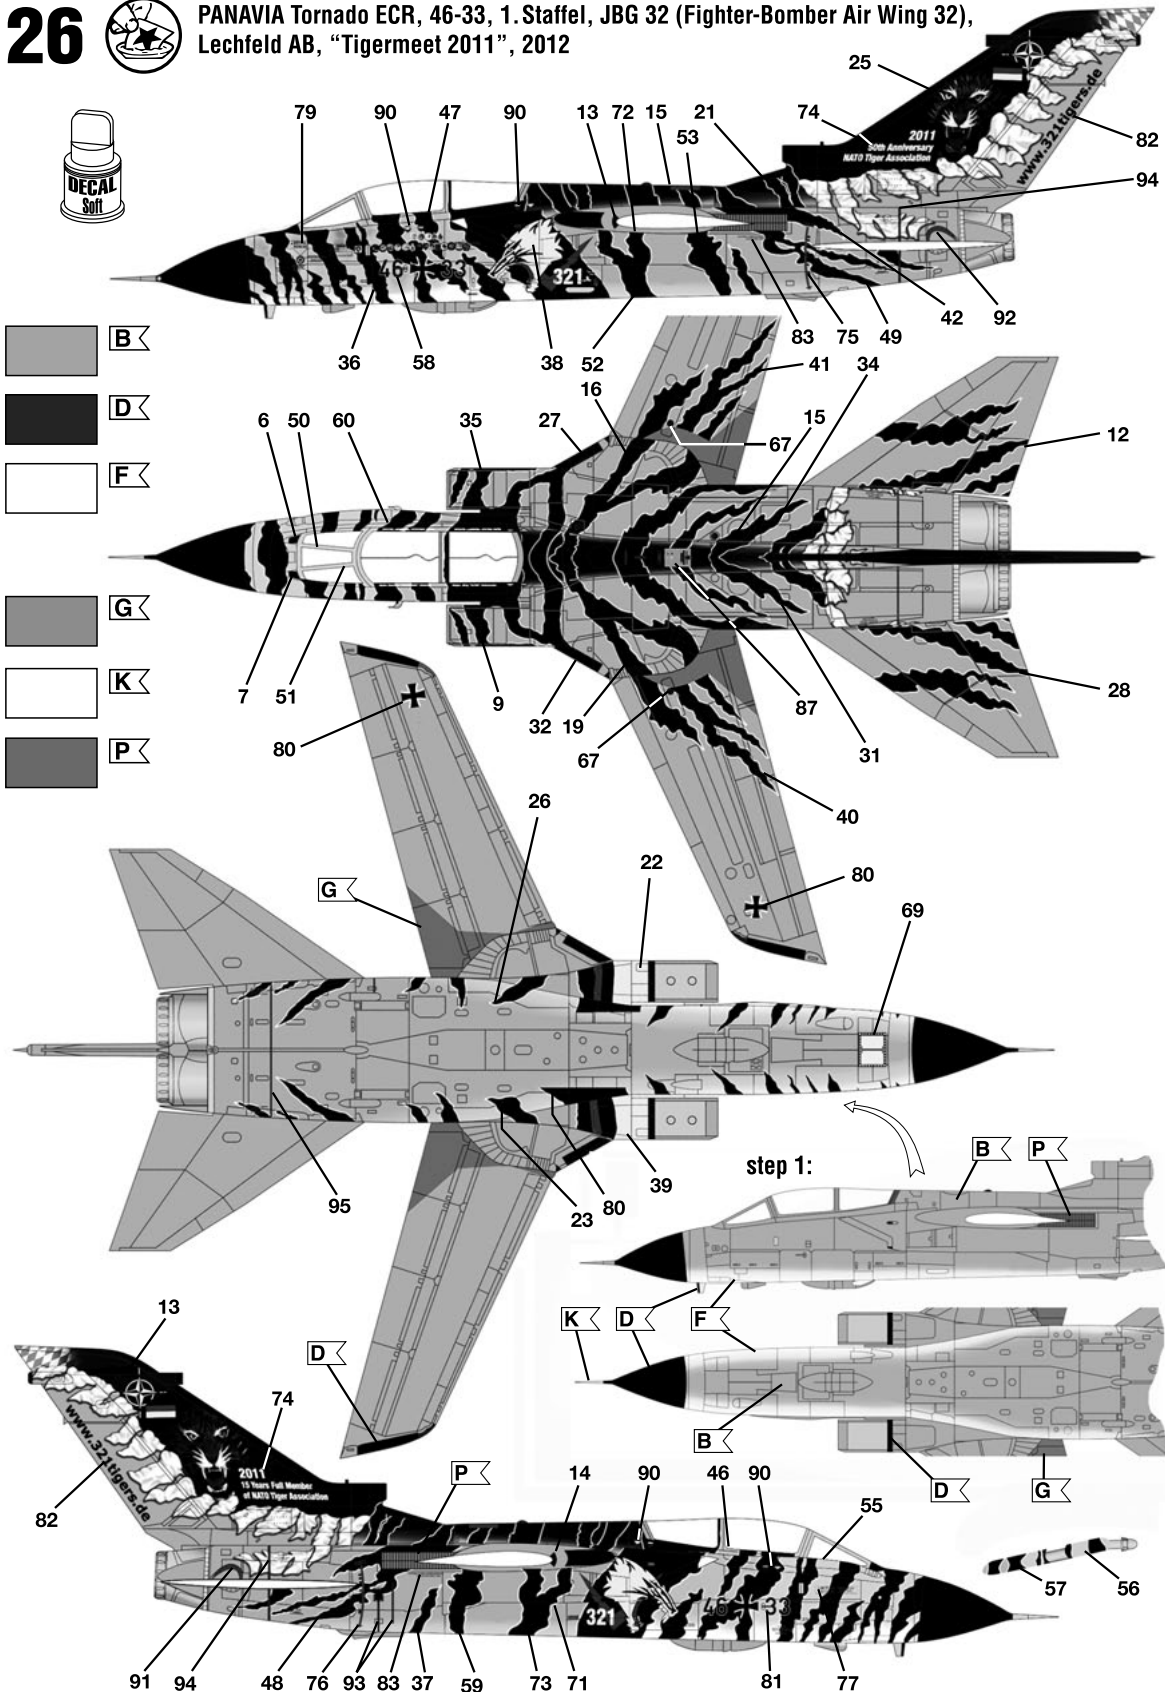 26
PANAVIA Tornado ECR, 46-33, 1. Staffel, JBG 32 (Fighter-Bomber Air Wing 32),
Lechfeld AB, “Tigermeet 2011”, 2012
DECAL
Soft
25
79 90 47 90 13 72 15 21 74
53
82
94
2011
50th Anniversary
NATO Tiger Association
www.321tigers.de
46 33
321
36 58 38 52 83 75 49 42 92
B
D
F
G
K
P
16 41 34
6 50 60 35 27 67 15 12
7 51 9 32 19 67 87 31 28
80
40
80
26
22
69
G
95
23 80 39
step 1:
B P
K D F
B
D G
13
D
74
www.321tigers.de
2011
15 Years Full Member
of NATO Tiger Association
82
P 14 90 46 90 55
321
46 33
57 56
91 94 48 76 93 83 37 59 73 71 81 77